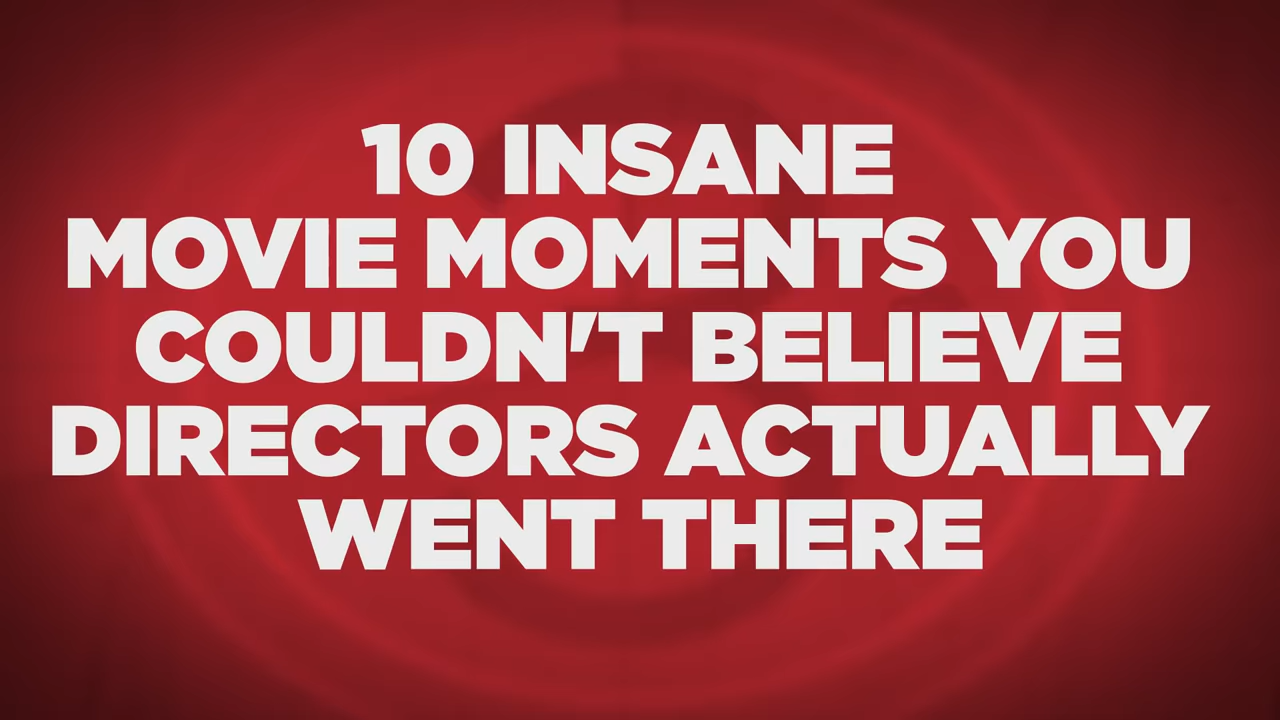 10 INSANE
MOVIE MOMENTS YOU
COULDN'T BELIEVE
DIRECTORS ACTUALLY
WENT THERE